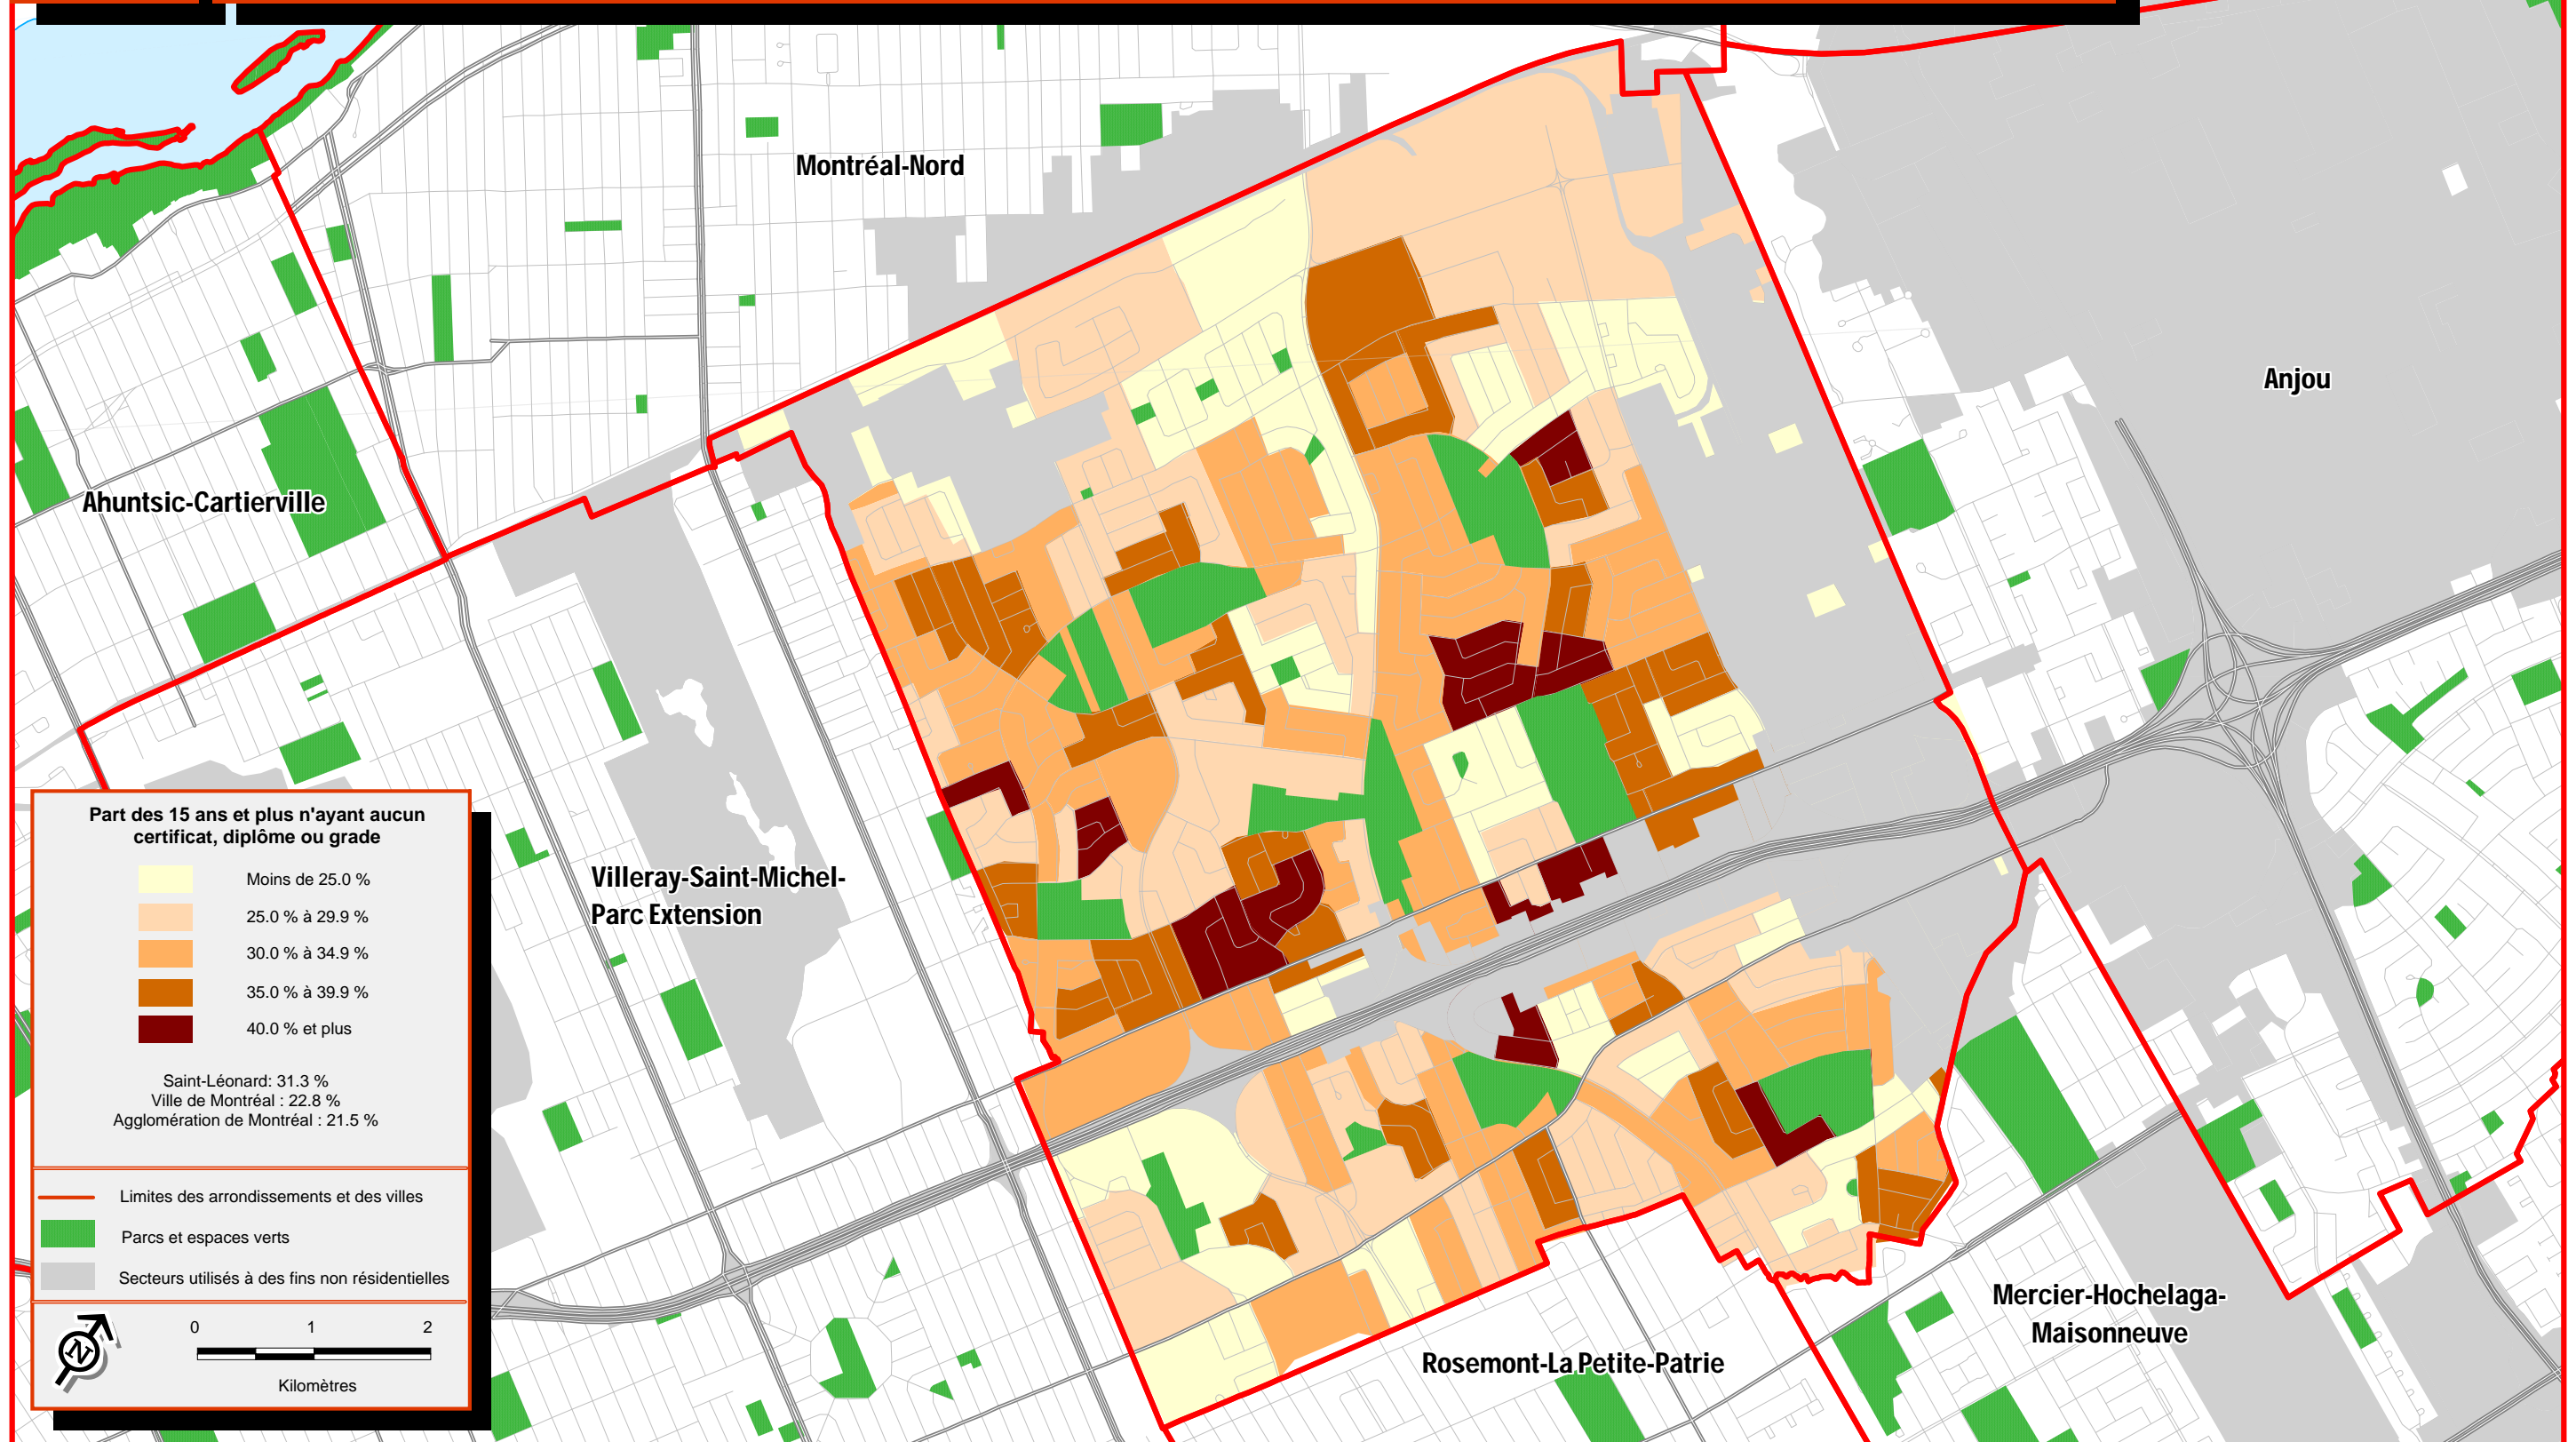 Montréal-Nord
Anjou
Ahuntsic-Cartierville
Villeray-Saint-Michel-
Parc Extension
Part des 15 ans et plus n'ayant aucun
certificat, diplôme ou grade
Moins de 25.0 %
25.0 % à 29.9 %
30.0 % à 34.9 %
35.0 % à 39.9 %
40.0 % et plus
Saint-Léonard: 31.3 %
Ville de Montréal : 22.8 %
Agglomération de Montréal : 21.5 %
Limites des arrondissements et des villes
Parcs et espaces verts
Secteurs utilisés à des fins non résidentielles
N
0 1 2
Kilomètres
Mercier-Hochelaga-
Maisonneuve
Rosemont-La Petite-Patrie